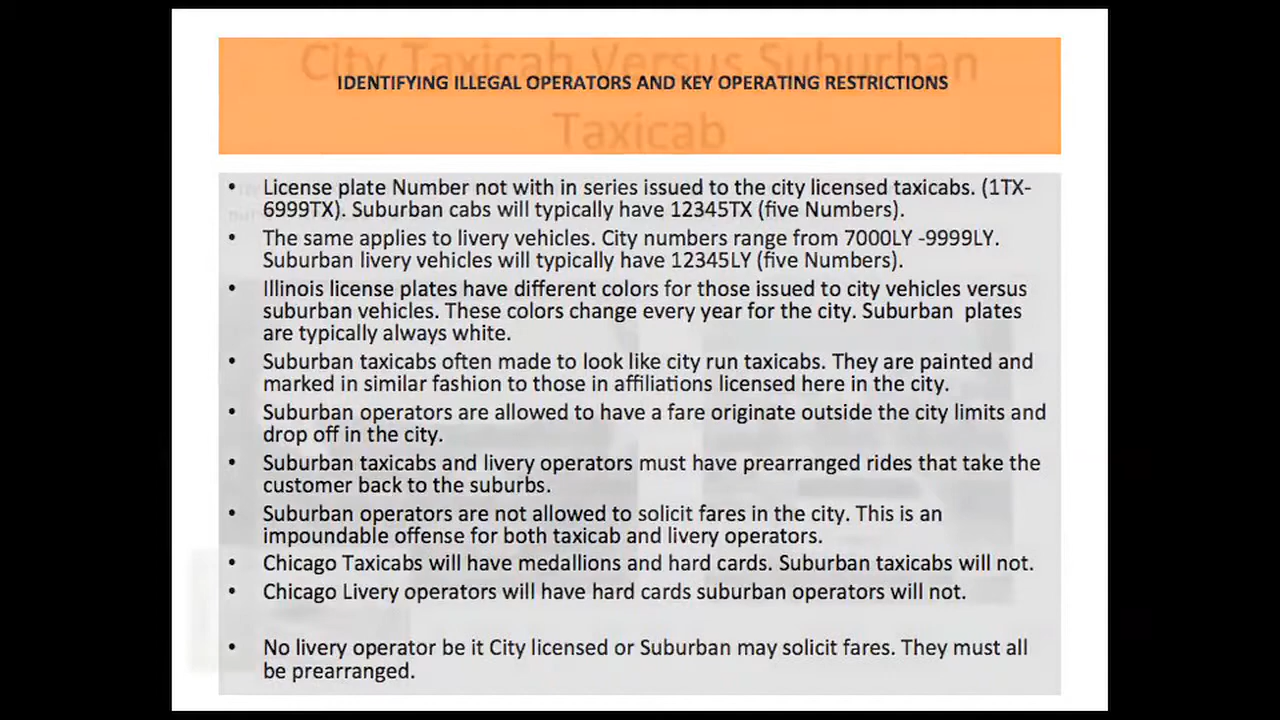 City Taxicab Versus Suburban
Taxicab
IDENTIFYING ILLEGAL OPERATORS AND KEY OPERATING RESTRICTIONS
• License plate Number not with in series issued to the city licensed taxicabs. (1TX-
6999TX). Suburban cabs will typically have 12345TX (five Numbers).
• The same applies to livery vehicles. City numbers range from 7000LY -9999LY.
Suburban livery vehicles will typically have 12345LY (five Numbers).
• Illinois license plates have different colors for those issued to city vehicles versus
suburban vehicles. These colors change every year for the city. Suburban plates
are typically always white.
• Suburban taxicabs often made to look like city run taxicabs. They are painted and
marked in similar fashion to those in affiliations licensed here in the city.
• Suburban operators are allowed to have a fare originate outside the city limits and
drop off in the city.
• Suburban taxicabs and livery operators must have prearranged rides that take the
customer back to the suburbs.
• Suburban operators are not allowed to solicit fares in the city. This is an
impoundable offense for both taxicab and livery operators.
• Chicago Taxicabs will have medallions and hard cards. Suburban taxicabs will not.
• Chicago Livery operators will have hard cards suburban operators will not.
• No livery operator be it City licensed or Suburban may solicit fares. They must all
be prearranged.